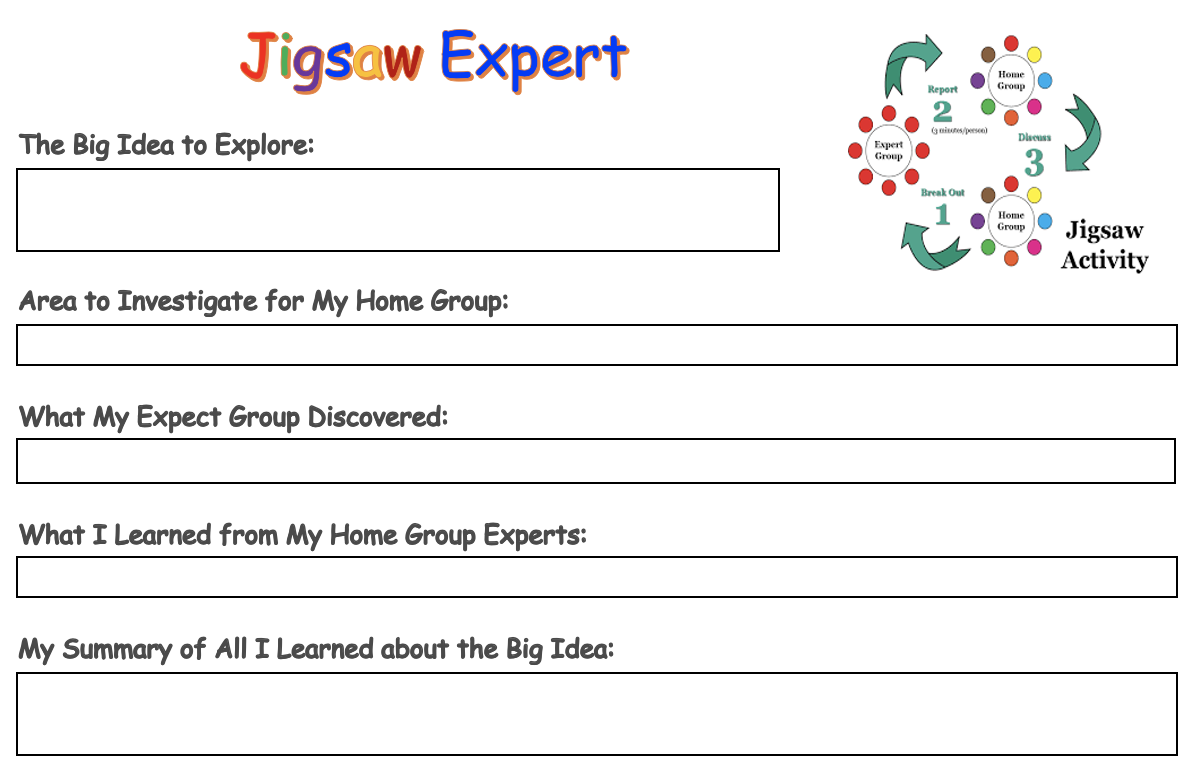 Jigsaw Expert
The Big Idea to Explore:
Home
Group
Report
2
(3 minutes/person)
Expert
Group
Discuss
3
Break Out
1
Home
Group
Jigsaw
Activity
Area to Investigate for My Home Group:
What My Expect Group Discovered:
What I Learned from My Home Group Experts:
My Summary of All I Learned about the Big Idea: